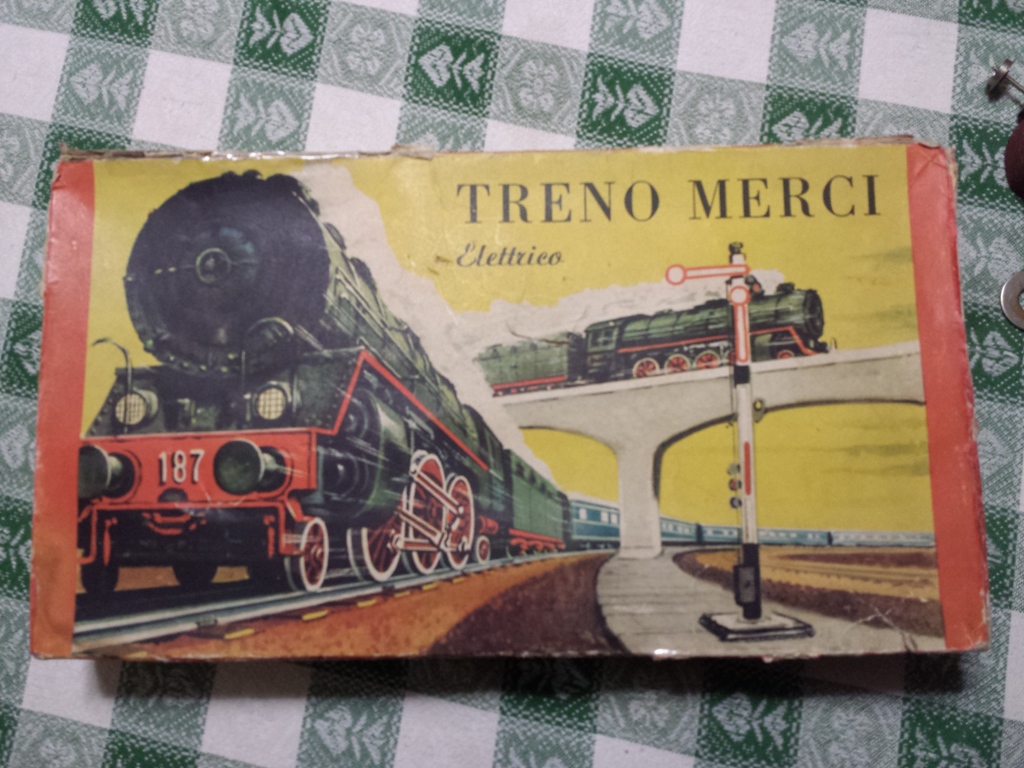 TRENO MERCI
Elettrico
187